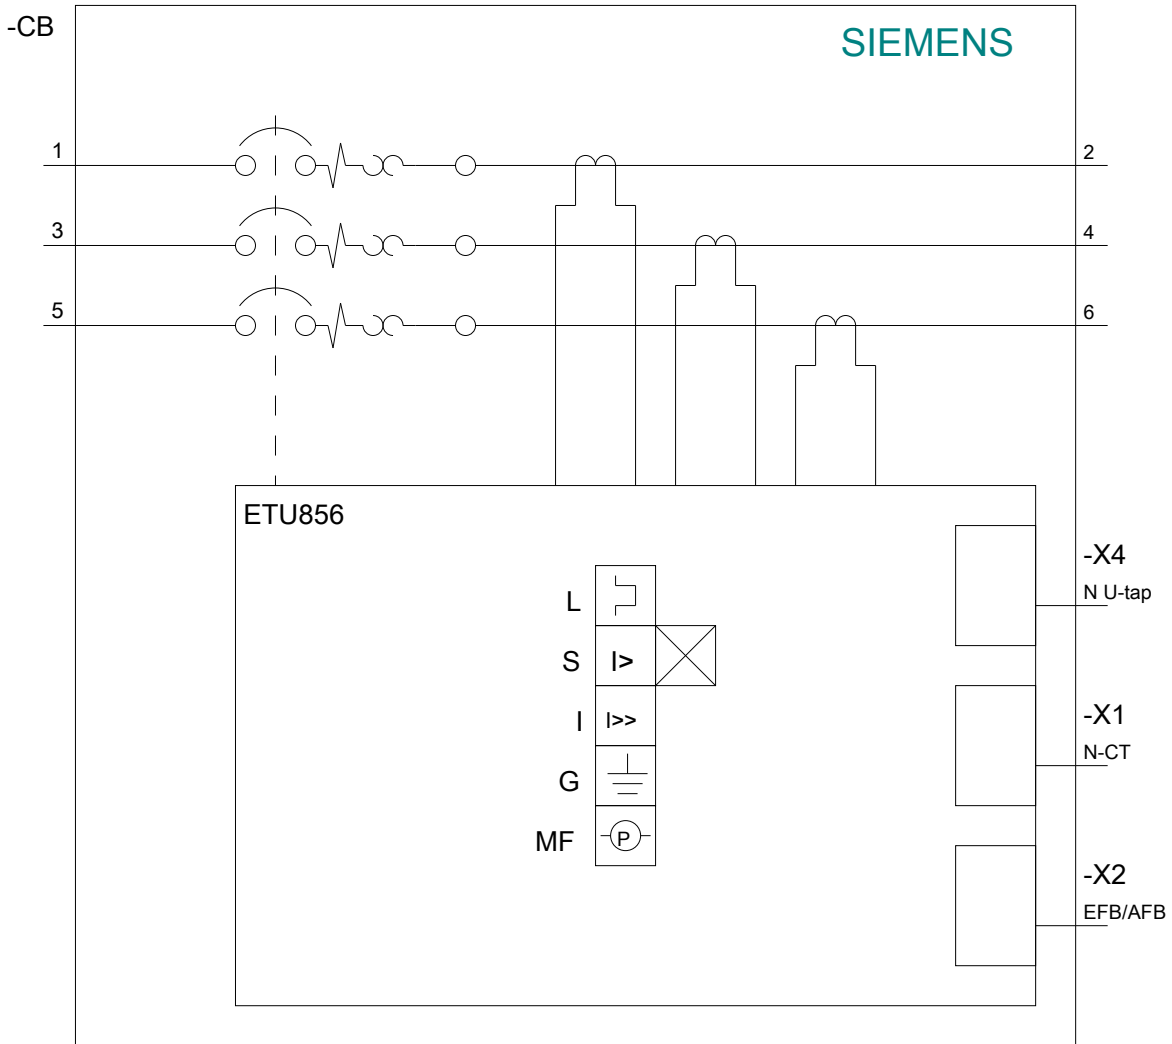 -CB
SIEMENS
1
2
3
4
5
6
ETU856
-X4
N U-tap
L
S
I>
I
I>>
-X1
N-CT
G
MF
P
-X2
EFB/AFB